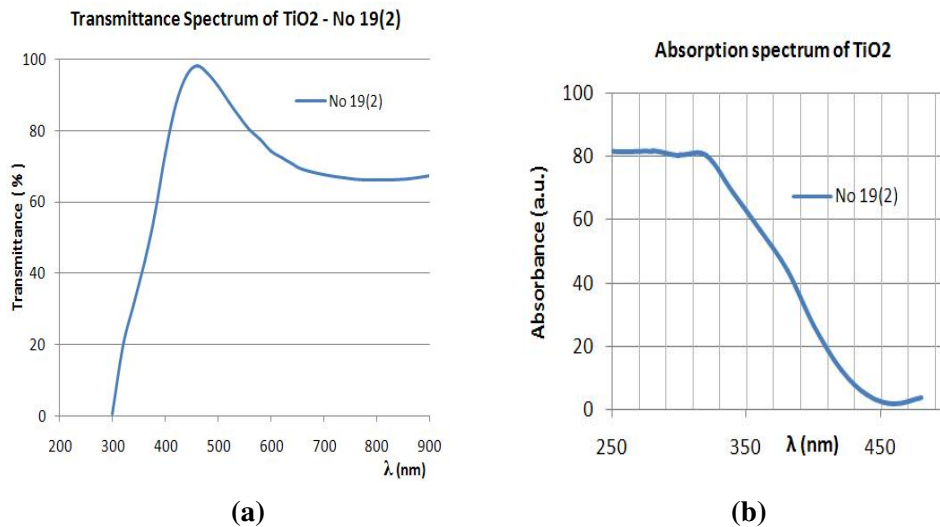 Transmittance Spectrum of TiO2 - No 19(2)
Transmittance (%)
100
80
60
40
20
0
No 19(2)
200 300 400 500 600 700 800 900
λ (nm)
(a)
Absorption spectrum of TiO2
Absorbance (a.u.)
100
80
60
40
20
0
No 19(2)
250 350 λ (nm) 450
(b)